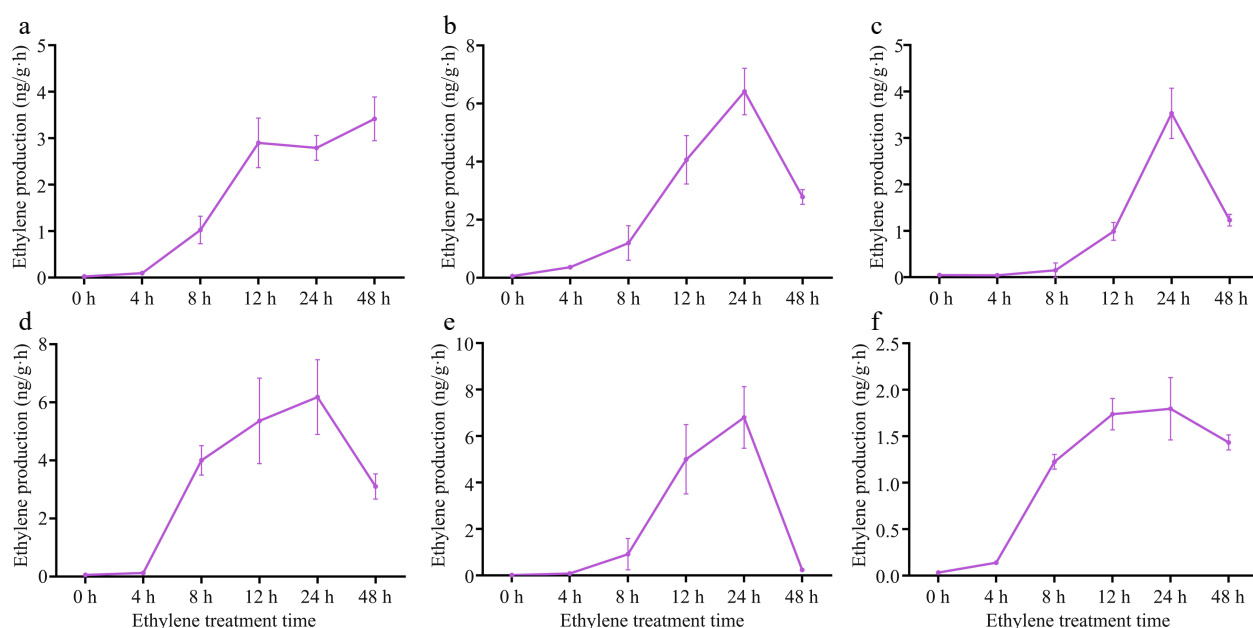 a
Ethylene production (ng/g·h)
5
4
3
2
1
0
0 h 4 h 8 h 12 h 24 h 48 h
b
Ethylene production (ng/g·h)
8
6
4
2
0
0 h 4 h 8 h 12 h 24 h 48 h
c
Ethylene production (ng/g·h)
5
4
3
2
1
0
0 h 4 h 8 h 12 h 24 h 48 h
d
Ethylene production (ng/g·h)
8
6
4
2
0
0 h 4 h 8 h 12 h 24 h 48 h
Ethylene treatment time
e
Ethylene production (ng/g·h)
10
8
6
4
2
0
0 h 4 h 8 h 12 h 24 h 48 h
Ethylene treatment time
f
Ethylene production (ng/g·h)
2.5
2.0
1.5
1.0
0.5
0.0
0 h 4 h 8 h 12 h 24 h 48 h
Ethylene treatment time